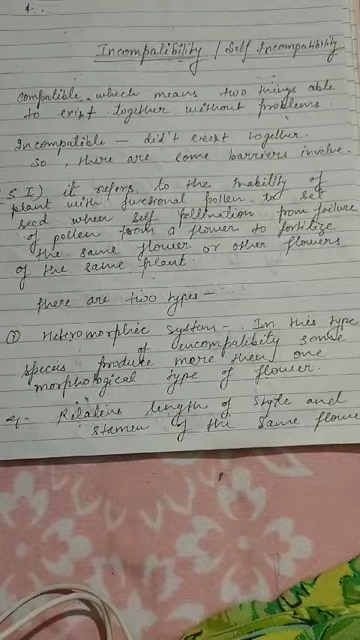 Incompatibility / Self Incompatibility
compatible which means two things able
to exist together without problems.
Incompatible - did't exist together.
So, there are some barriers involve.
S.I) it refers to the inability of
plant with functional pollen to set
seed when self pollination from failure
of pollen from a flower to fortilize
the same flower or other flowers
of the same plant.
there are two types -
① Heteromorphic System - In this type
of incompatibility some
species produce more then one
morphological type of flower.
eg:- Relative length of style and
stamen of the same flowe